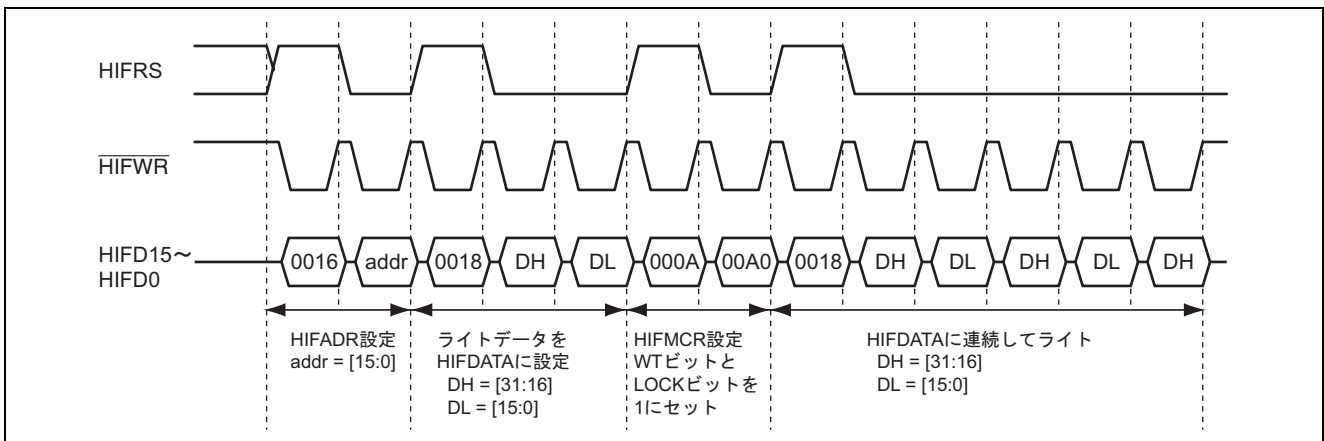 HIFRS
HIFWR
HIFD15～
HIFD0
0016 addr 0018 DH DL 000A 00A0 0018 DH DL DH DL DH
HIFADR設定
addr = [15:0]
ライトデータを
HIFDATAに設定
DH = [31:16]
DL = [15:0]
HIFMCR設定
WTビットと
LOCKビットを
1にセット
HIFDATAに連続してライト
DH = [31:16]
DL = [15:0]